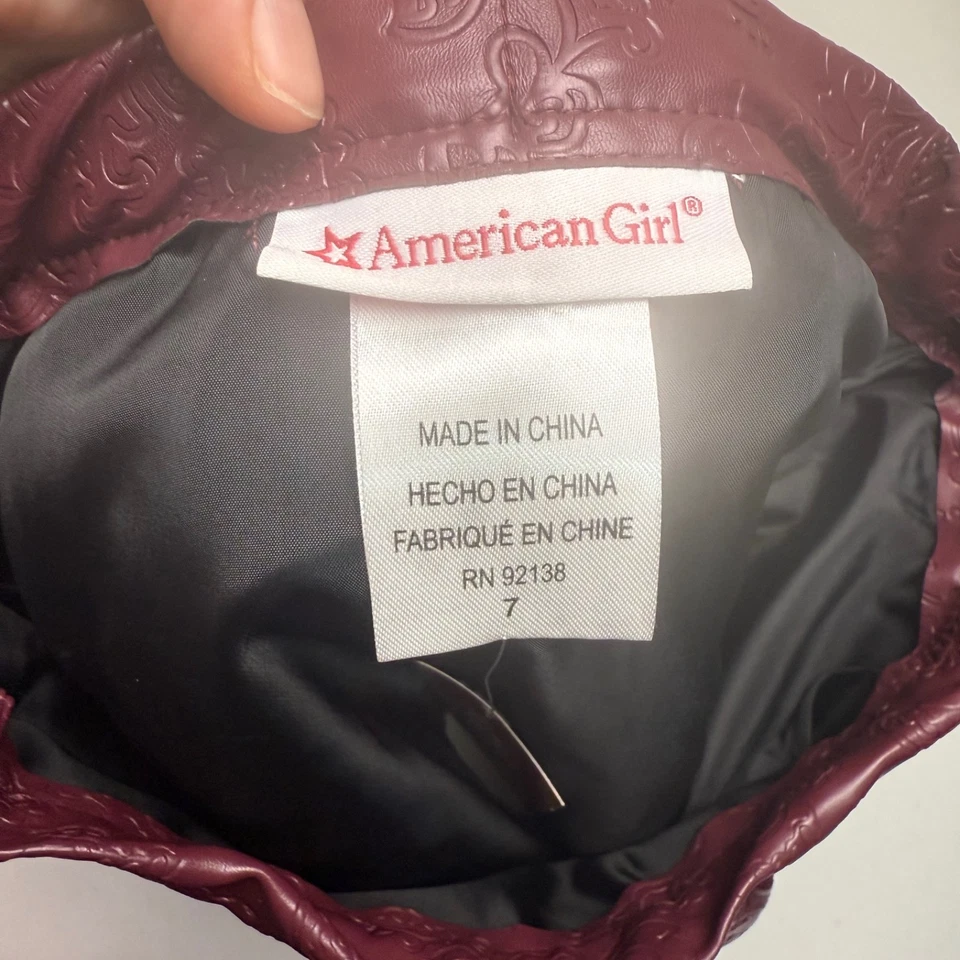 American Girl®
MADE IN CHINA
HECHO EN CHINA
FABRIQUÉ EN CHINE
RN 92138
7